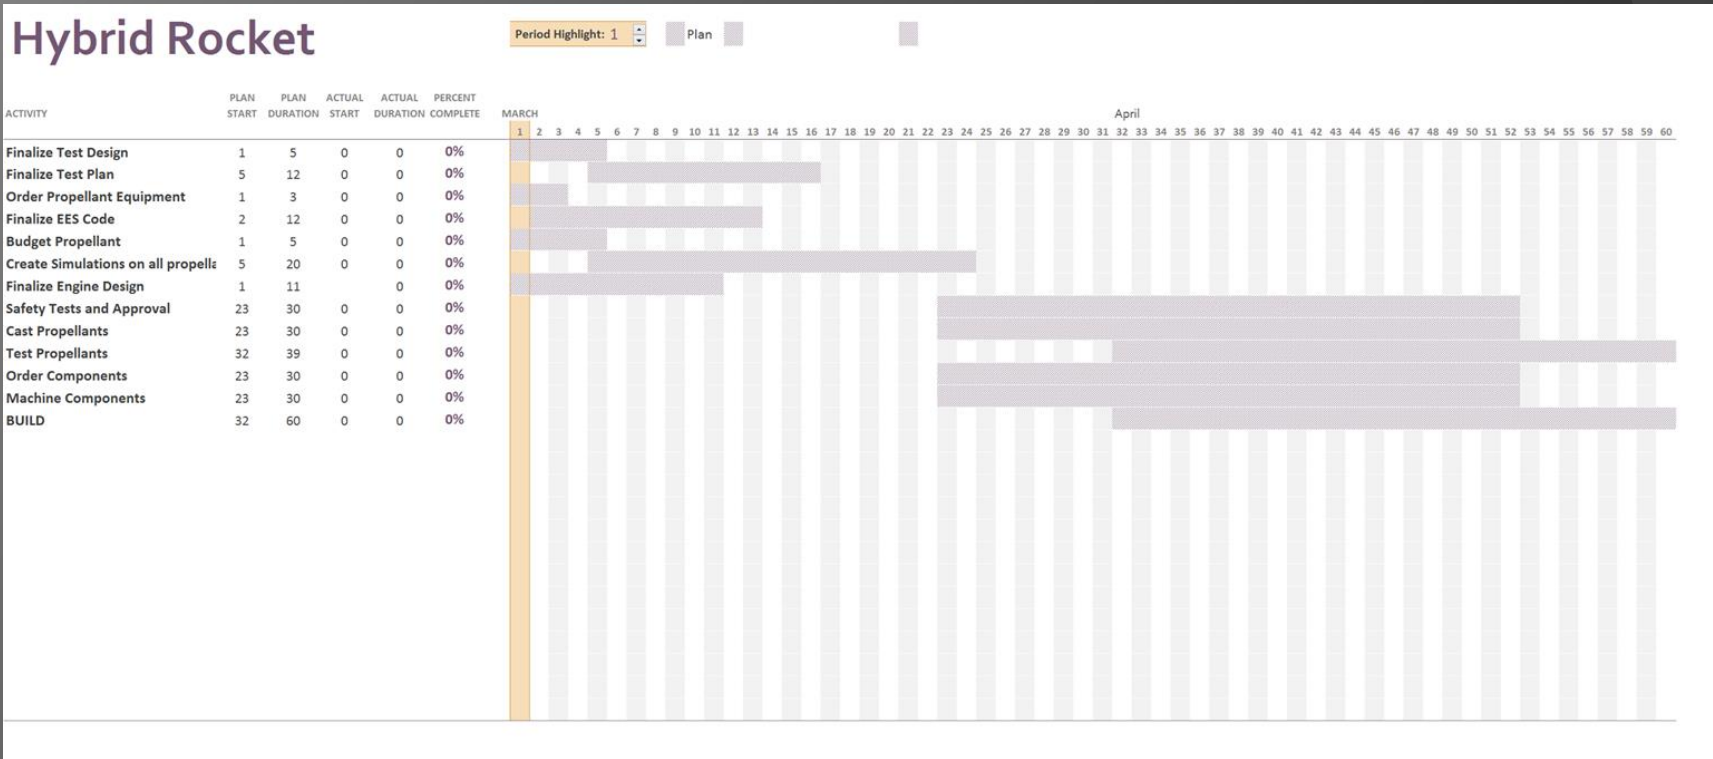 Hybrid Rocket
Period Highlight: 1 Plan
PLAN PLAN ACTUAL ACTUAL PERCENT
ACTIVITY START DURATION START DURATION COMPLETE MARCH April
1 2 3 4 5 6 7 8 9 10 11 12 13 14 15 16 17 18 19 20 21 22 23 24 25 26 27 28 29 30 31 32 33 34 35 36 37 38 39 40 41 42 43 44 45 46 47 48 49 50 51 52 53 54 55 56 57 58 59 60
Finalize Test Design 1 5 0 0 0%
Finalize Test Plan 5 12 0 0 0%
Order Propellant Equipment 1 3 0 0 0%
Finalize EES Code 2 12 0 0 0%
Budget Propellant 1 5 0 0 0%
Create Simulations on all propella 5 20 0 0 0%
Finalize Engine Design 1 11 0 0%
Safety Tests and Approval 23 30 0 0 0%
Cast Propellants 23 30 0 0 0%
Test Propellants 32 39 0 0 0%
Order Components 23 30 0 0 0%
Machine Components 23 30 0 0 0%
BUILD 32 60 0 0 0%